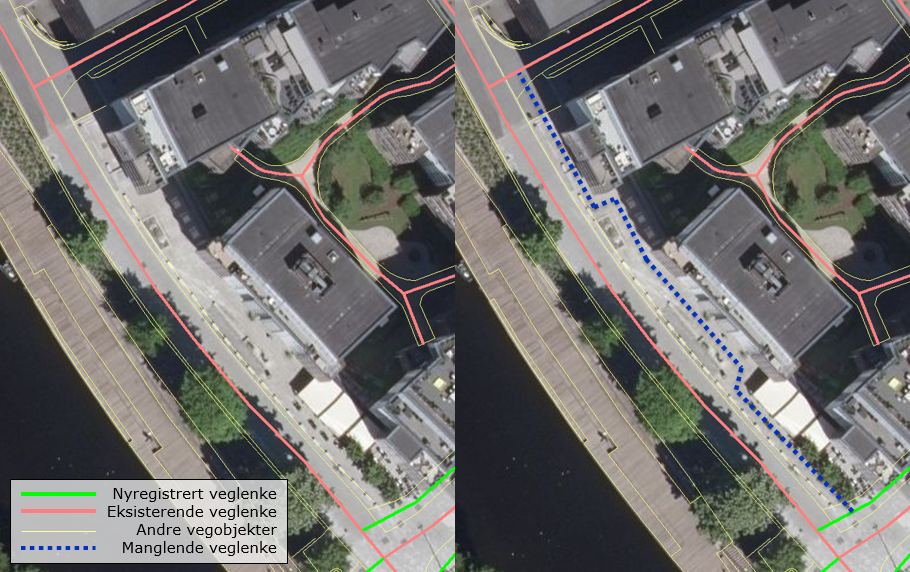 Nyregistrert veglenke
Eksisterende veglenke
Andre vegobjekter
Manglende veglenke